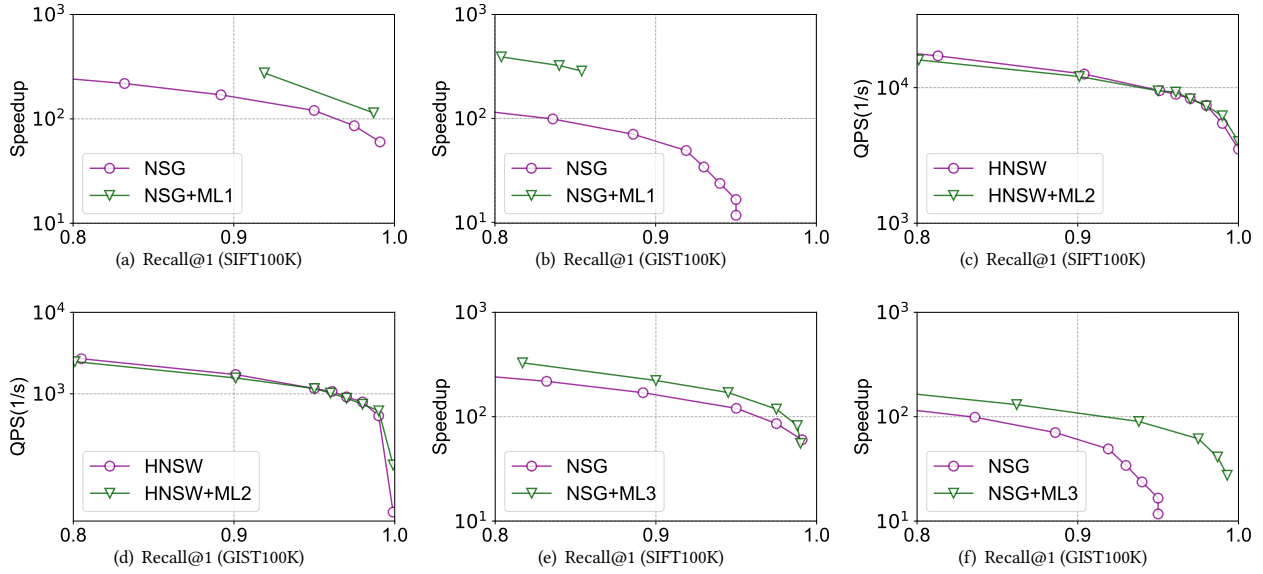 10³
10²
10¹
Speedup
NSG
NSG+ML1
0.8 0.9 1.0
(a) Recall@1 (SIFT100K)
10³
10²
10¹
Speedup
NSG
NSG+ML1
0.8 0.9 1.0
(b) Recall@1 (GIST100K)
10⁴
10³
QPS(1/s)
HNSW
HNSW+ML2
0.8 0.9 1.0
(c) Recall@1 (SIFT100K)
10⁴
10³
QPS(1/s)
HNSW
HNSW+ML2
0.8 0.9 1.0
(d) Recall@1 (GIST100K)
10³
10²
10¹
Speedup
NSG
NSG+ML3
0.8 0.9 1.0
(e) Recall@1 (SIFT100K)
10³
10²
10¹
Speedup
NSG
NSG+ML3
0.8 0.9 1.0
(f) Recall@1 (GIST100K)